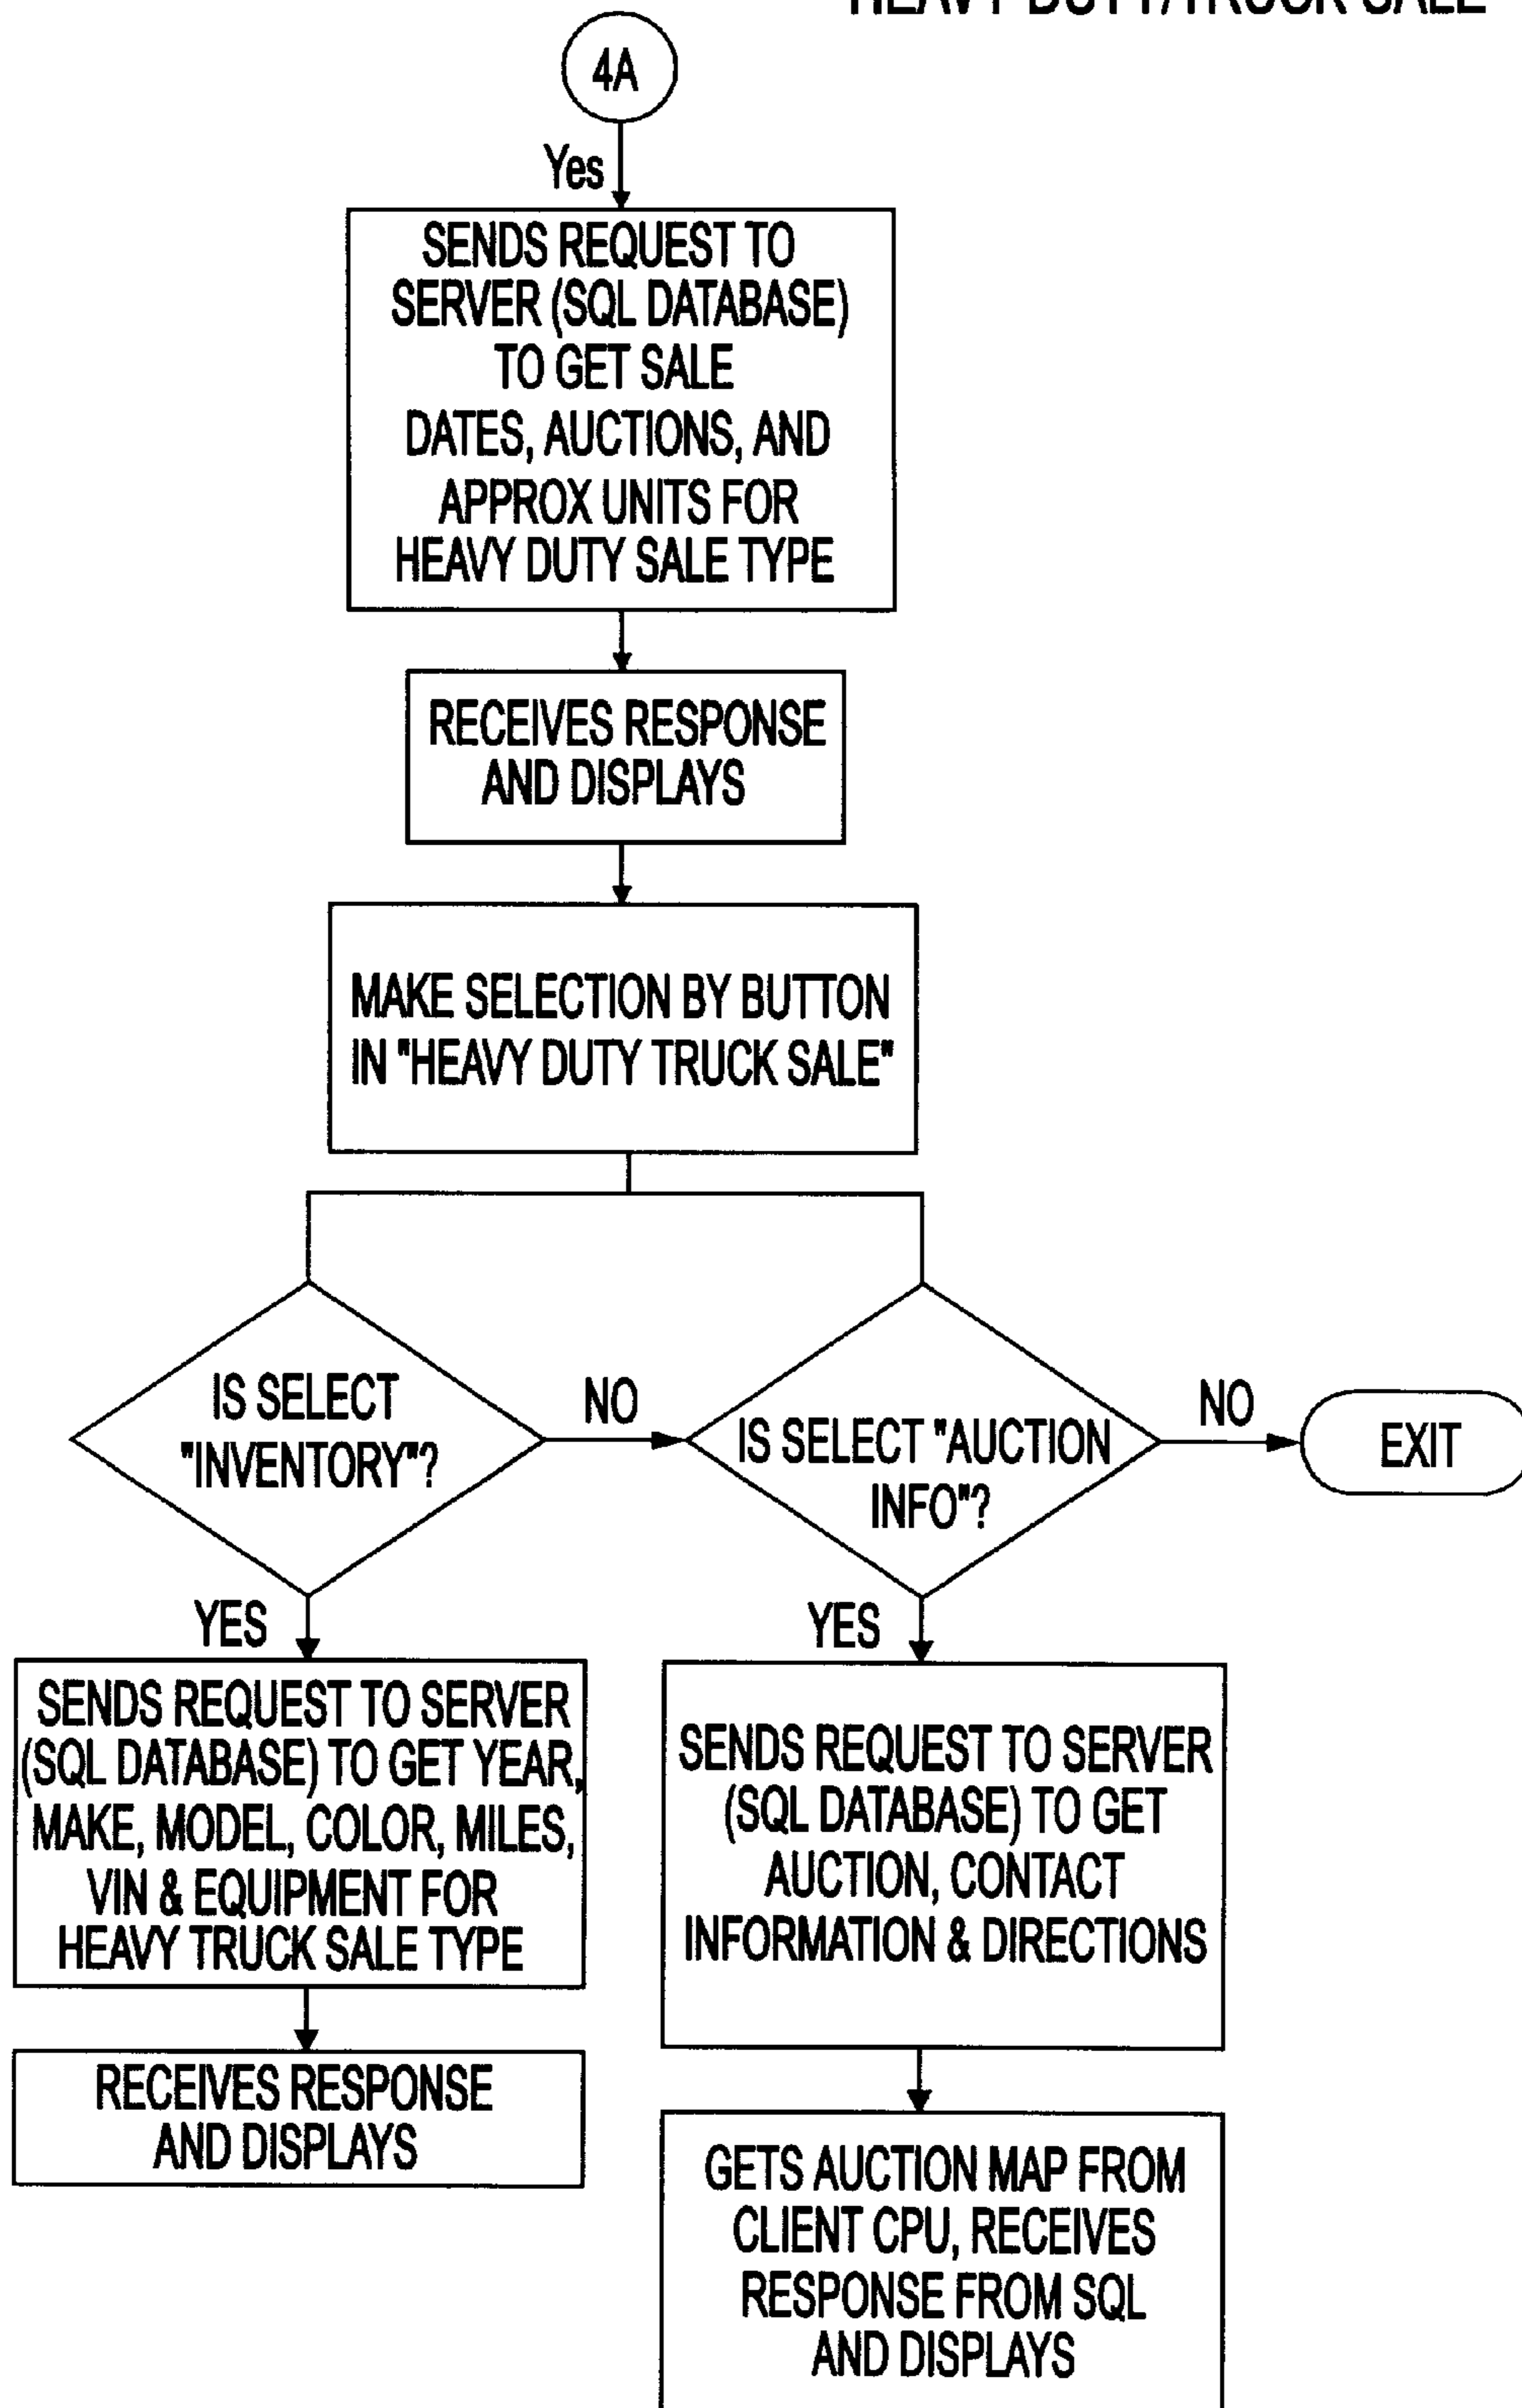 HEAVY DUTY/TRUCK SALE
4A
Yes
SENDS REQUEST TO
SERVER (SQL DATABASE)
TO GET SALE
DATES, AUCTIONS, AND
APPROX UNITS FOR
HEAVY DUTY SALE TYPE
RECEIVES RESPONSE
AND DISPLAYS
MAKE SELECTION BY BUTTON
IN "HEAVY DUTY TRUCK SALE"
IS SELECT
"INVENTORY"?
NO
IS SELECT "AUCTION
INFO"?
NO
EXIT
YES
SENDS REQUEST TO SERVER
(SQL DATABASE) TO GET YEAR,
MAKE, MODEL, COLOR, MILES,
VIN & EQUIPMENT FOR
HEAVY TRUCK SALE TYPE
RECEIVES RESPONSE
AND DISPLAYS
YES
SENDS REQUEST TO SERVER
(SQL DATABASE) TO GET
AUCTION, CONTACT
INFORMATION & DIRECTIONS
GETS AUCTION MAP FROM
CLIENT CPU, RECEIVES
RESPONSE FROM SQL
AND DISPLAYS